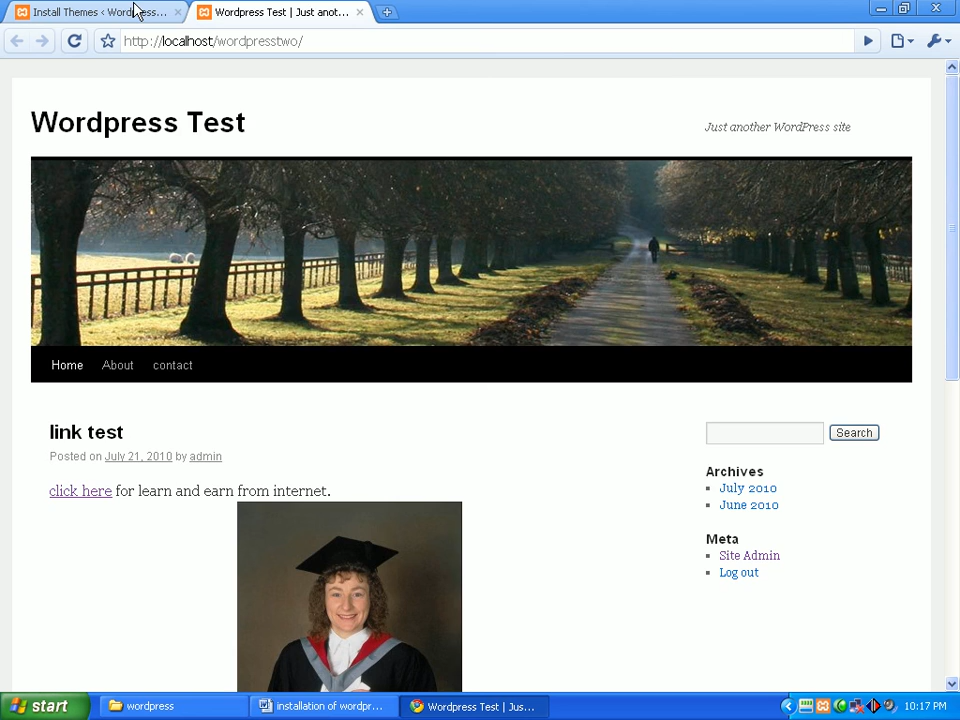 Install Themes ‹ Wordpress...
Wordpress Test | Just anot...
http://localhost/wordpresstwo/
Wordpress Test
Just another WordPress site
Home About contact
link test
Posted on July 21, 2010 by admin
click here for learn and earn from internet.
Search
Archives
July 2010
June 2010
Meta
Site Admin
Log out
start
wordpress
installation of wordpr...
Wordpress Test | Jus...
10:17 PM